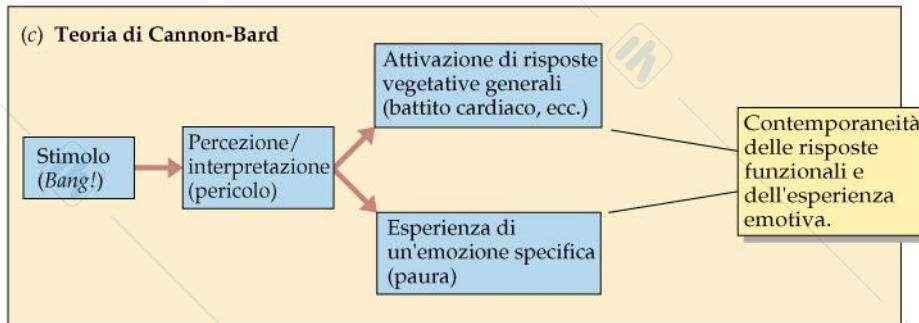 (c) Teoria di Cannon-Bard
Stimolo
(Bang!)
Percezione/
interpretazione
(pericolo)
Attivazione di risposte
vegetative generali
(battito cardiaco, ecc.)
Esperienza di
un'emozione specifica
(paura)
Contemporaneità
delle risposte
funzionali e
dell'esperienza
emotiva.